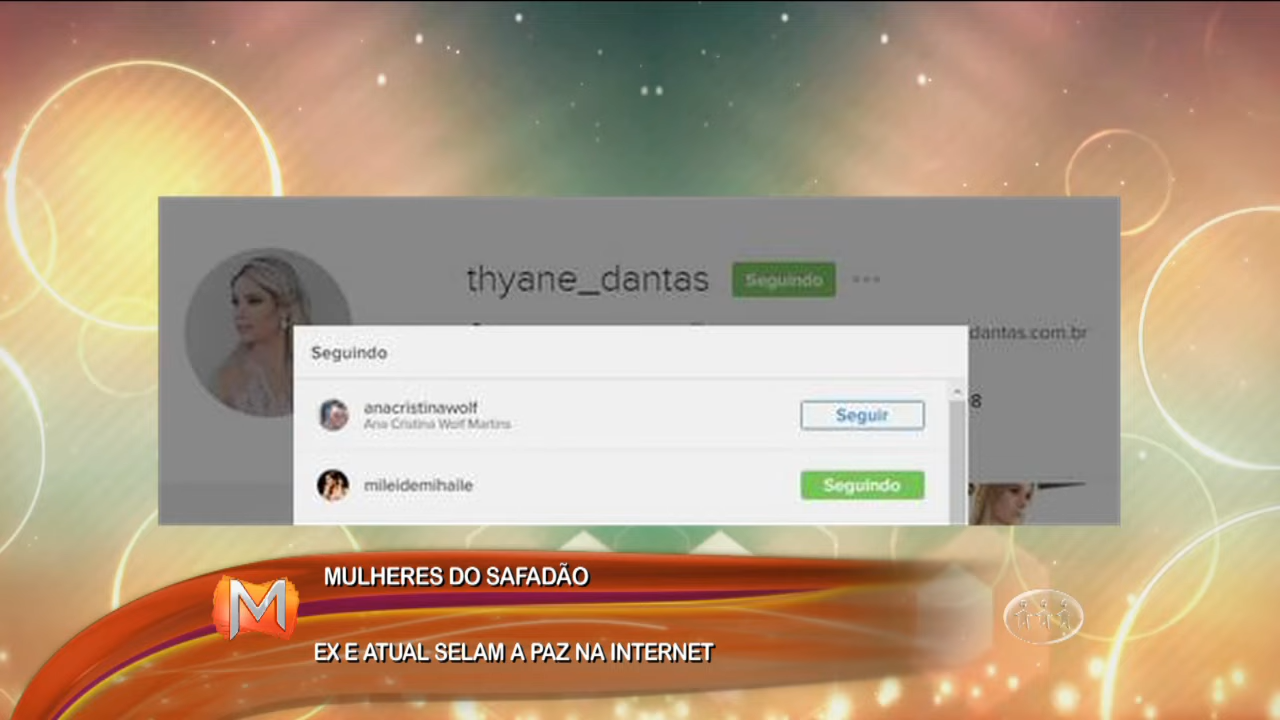 thyane_dantas Seguindo
dantas.com.br
Seguindo
anacristinawolf
Ana Cristina Wolf Martins
Seguir
8
mileidemihaile
Seguindo
MULHERES DO SAFADÃO
M
EX E ATUAL SELAM A PAZ NA INTERNET